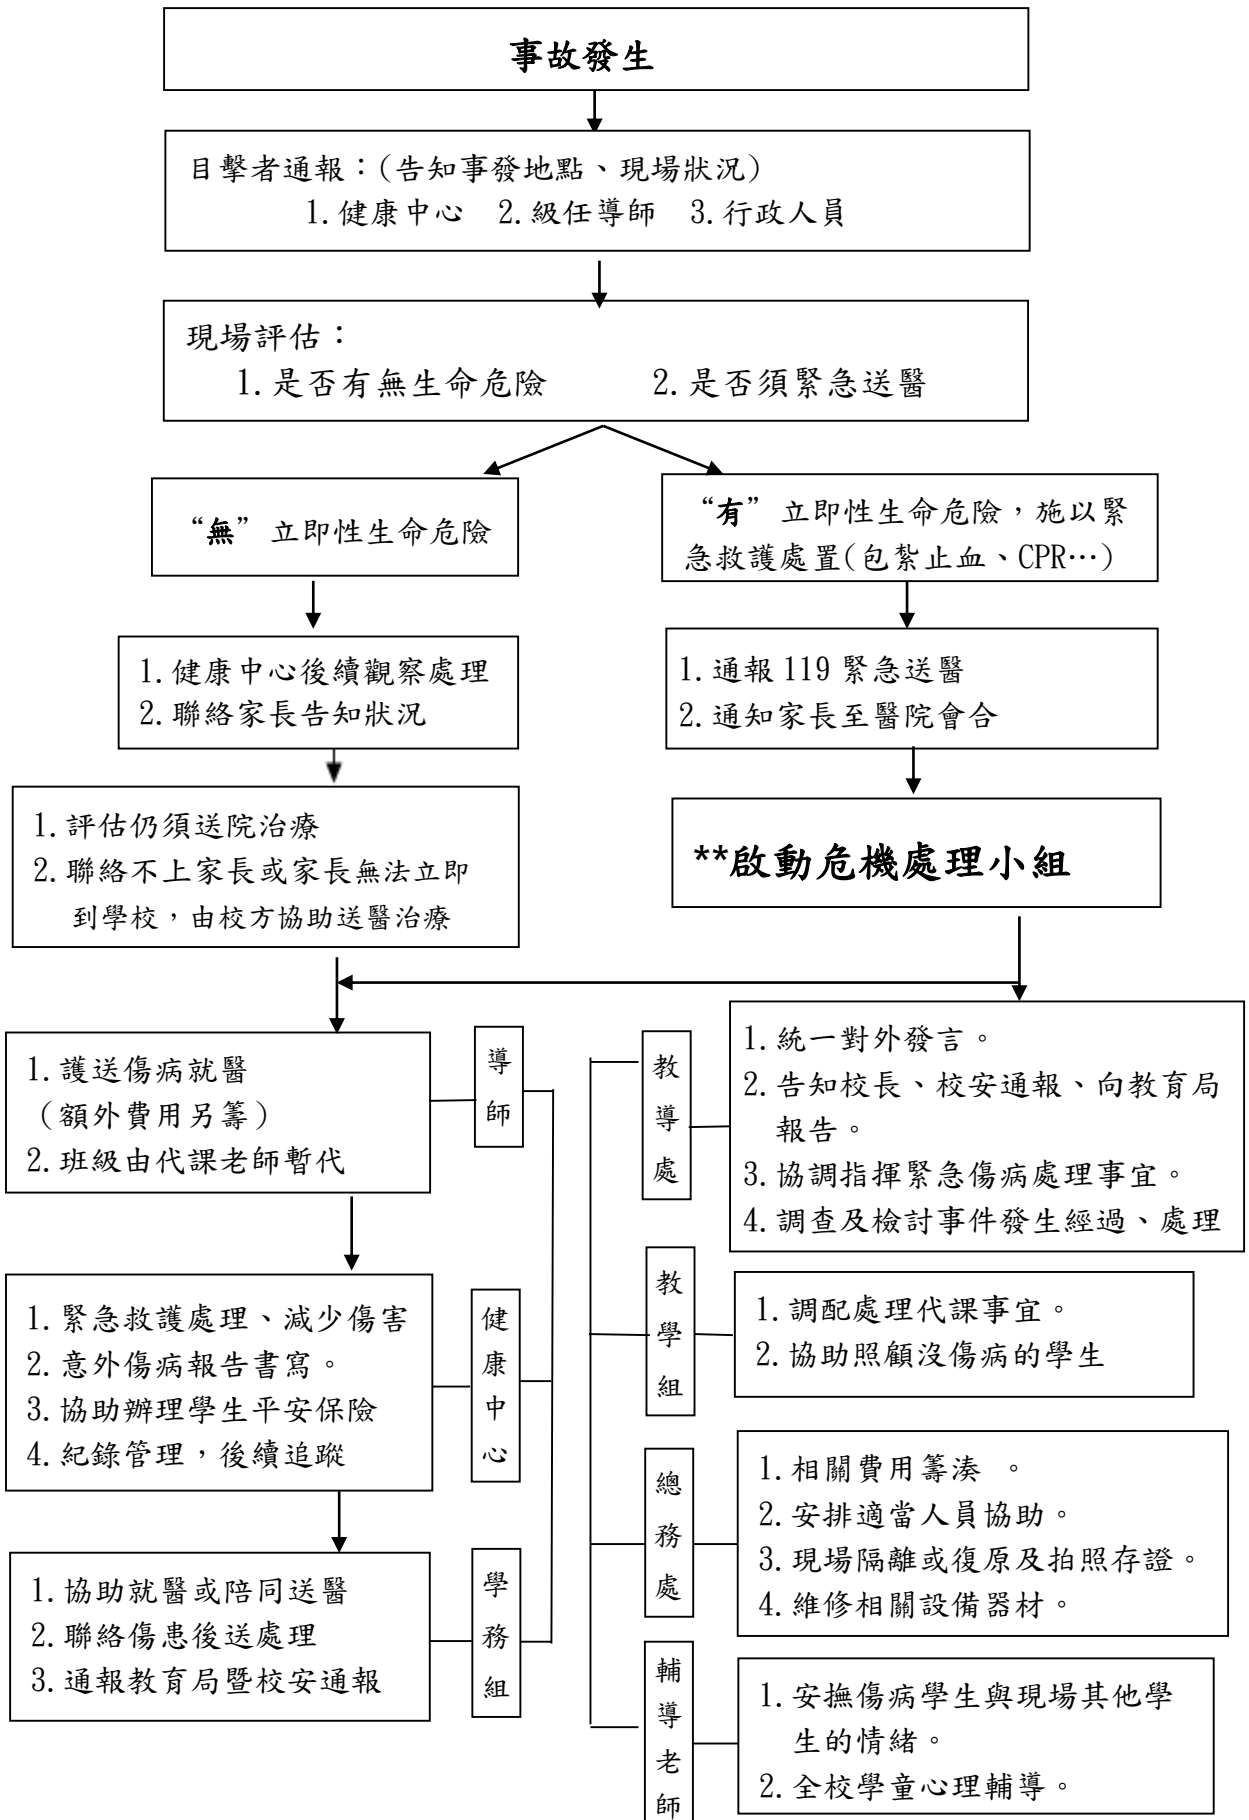 事故發生
目擊者通報：(告知事發地點、現場狀況)
1.健康中心 2.級任導師 3.行政人員
現場評估：
1.是否有無生命危險 2.是否須緊急送醫
“無”立即性生命危險
“有”立即性生命危險，施以緊
急救護處置(包紮止血、CPR…)
1.健康中心後續觀察處理
2.聯絡家長告知狀況
1.通報 119 緊急送醫
2.通知家長至醫院會合
1.評估仍須送院治療
2.聯絡不上家長或家長無法立即
到學校，由校方協助送醫治療
**啟動危機處理小組
1.護送傷病就醫
（額外費用另籌）
2.班級由代課老師暫代
導師
1.緊急救護處理、減少傷害
2.意外傷病報告書寫。
3.協助辦理學生平安保險
4.紀錄管理，後續追蹤
健康中心
1.協助就醫或陪同送醫
2.聯絡傷患後送處理
3.通報教育局暨校安通報
學務組
教導處
1.統一對外發言。
2.告知校長、校安通報、向教育局
報告。
3.協調指揮緊急傷病處理事宜。
4.調查及檢討事件發生經過、處理
教學組
1.調配處理代課事宜。
2.協助照顧沒傷病的學生
總務處
1.相關費用籌湊 。
2.安排適當人員協助。
3.現場隔離或復原及拍照存證。
4.維修相關設備器材。
輔導老師
1.安撫傷病學生與現場其他學
生的情緒。
2.全校學童心理輔導。